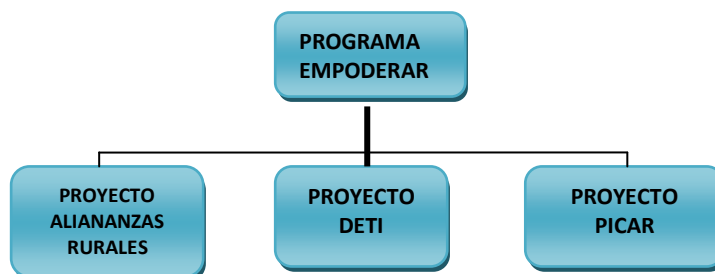 PROGRAMA
EMPODERAR
PROYECTO
ALIANANZAS
RURALES
PROYECTO
DETI
PROYECTO
PICAR